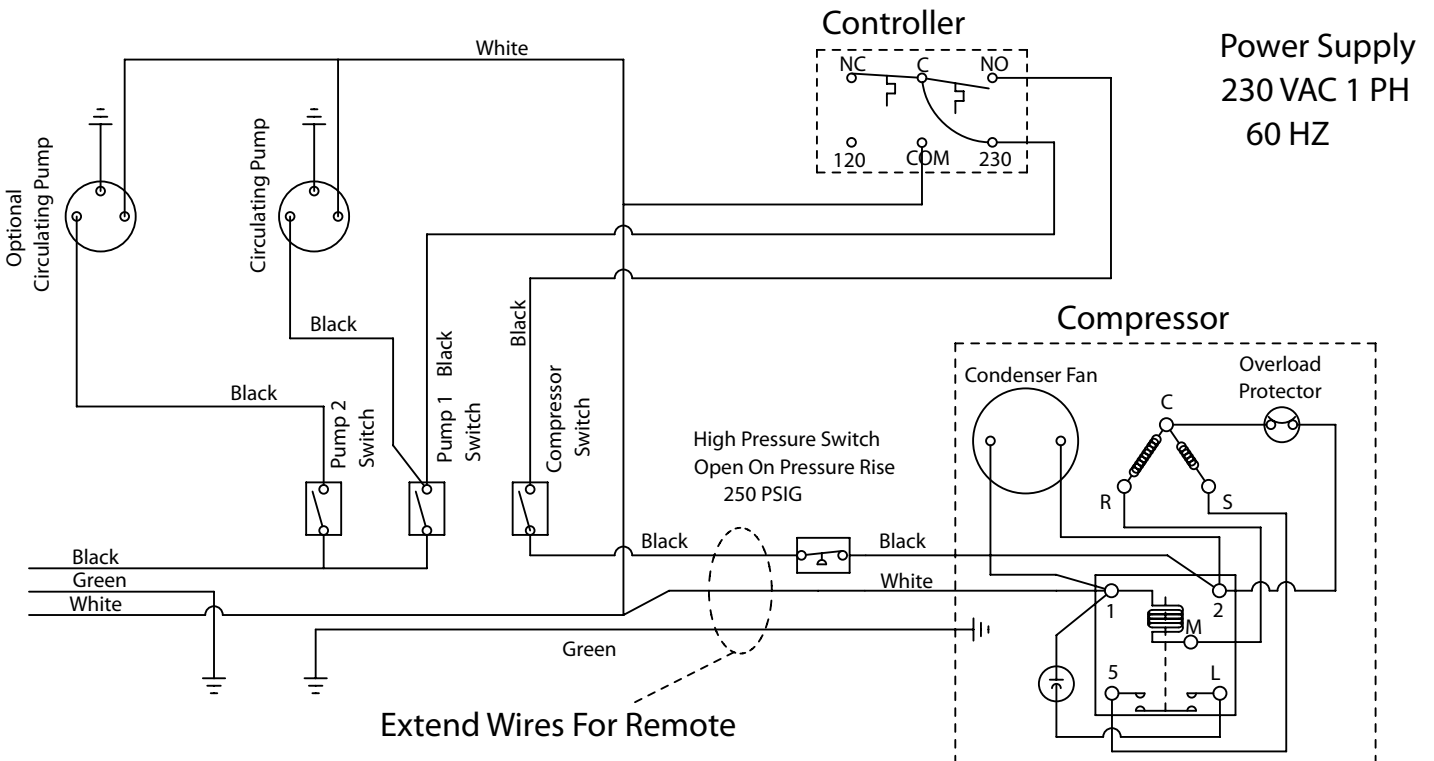 White
Controller
NC
C
NO
120
COM
230
Power Supply
230 VAC 1 PH
60 HZ
Optional
Circulating Pump
Circulating Pump
Black
Black
Black
Black
Pump 2
Switch
Pump 1
Switch
Compressor
Switch
High Pressure Switch
Open On Pressure Rise
250 PSIG
Compressor
Condenser Fan
Overload
Protector
C
R
S
Black
Green
White
Black
Black
White
1
2
M
5
L
Green
Extend Wires For Remote